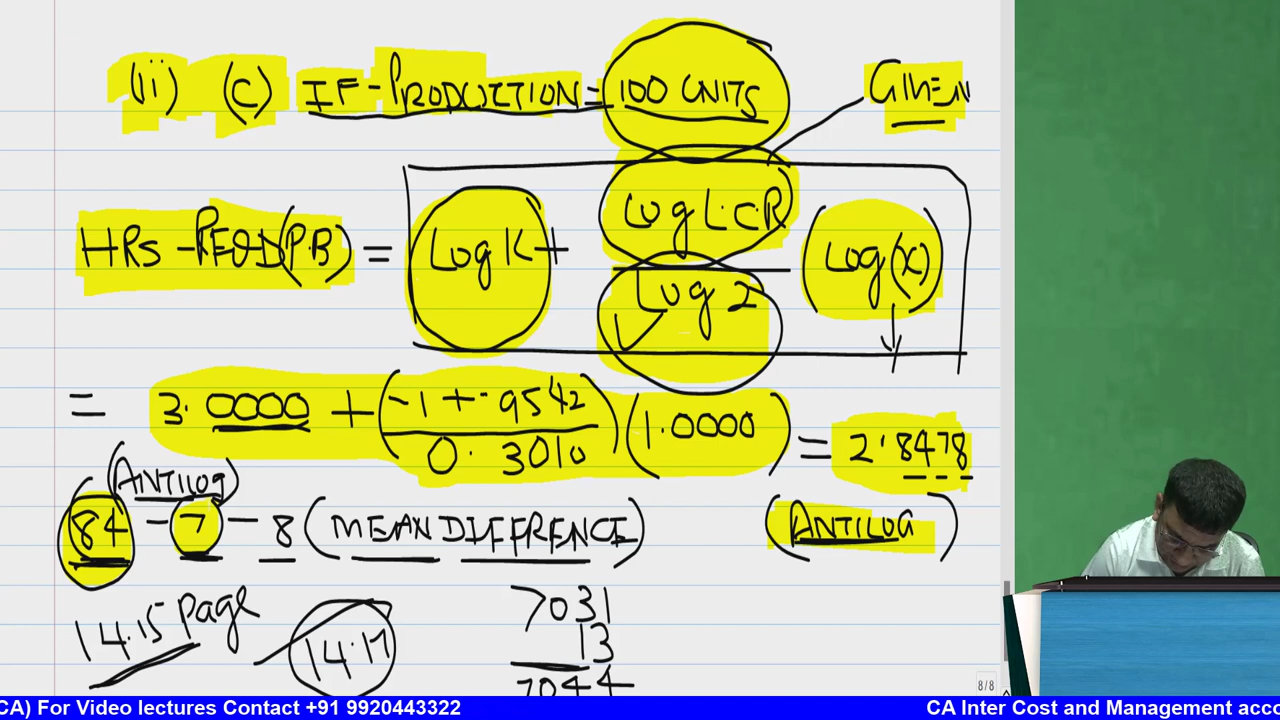 (ii) (C) IF - PRODUCTION = 100 UNITS GIVEN
HRs - REQD (P.B) = Log K + Log L.C.R / Log 2 (Log (X))
= 3.0000 + (-1 + .9542 / 0.3010) (1.0000) = 2.8478
(ANTILOG)
84 - 7 - 8 (MEAN DIFFERENCE) (ANTILOG)
14.15 page 14.17 7031
13
7044
8/8
CA) For Video lectures Contact +91 9920443322 CA Inter Cost and Management acco